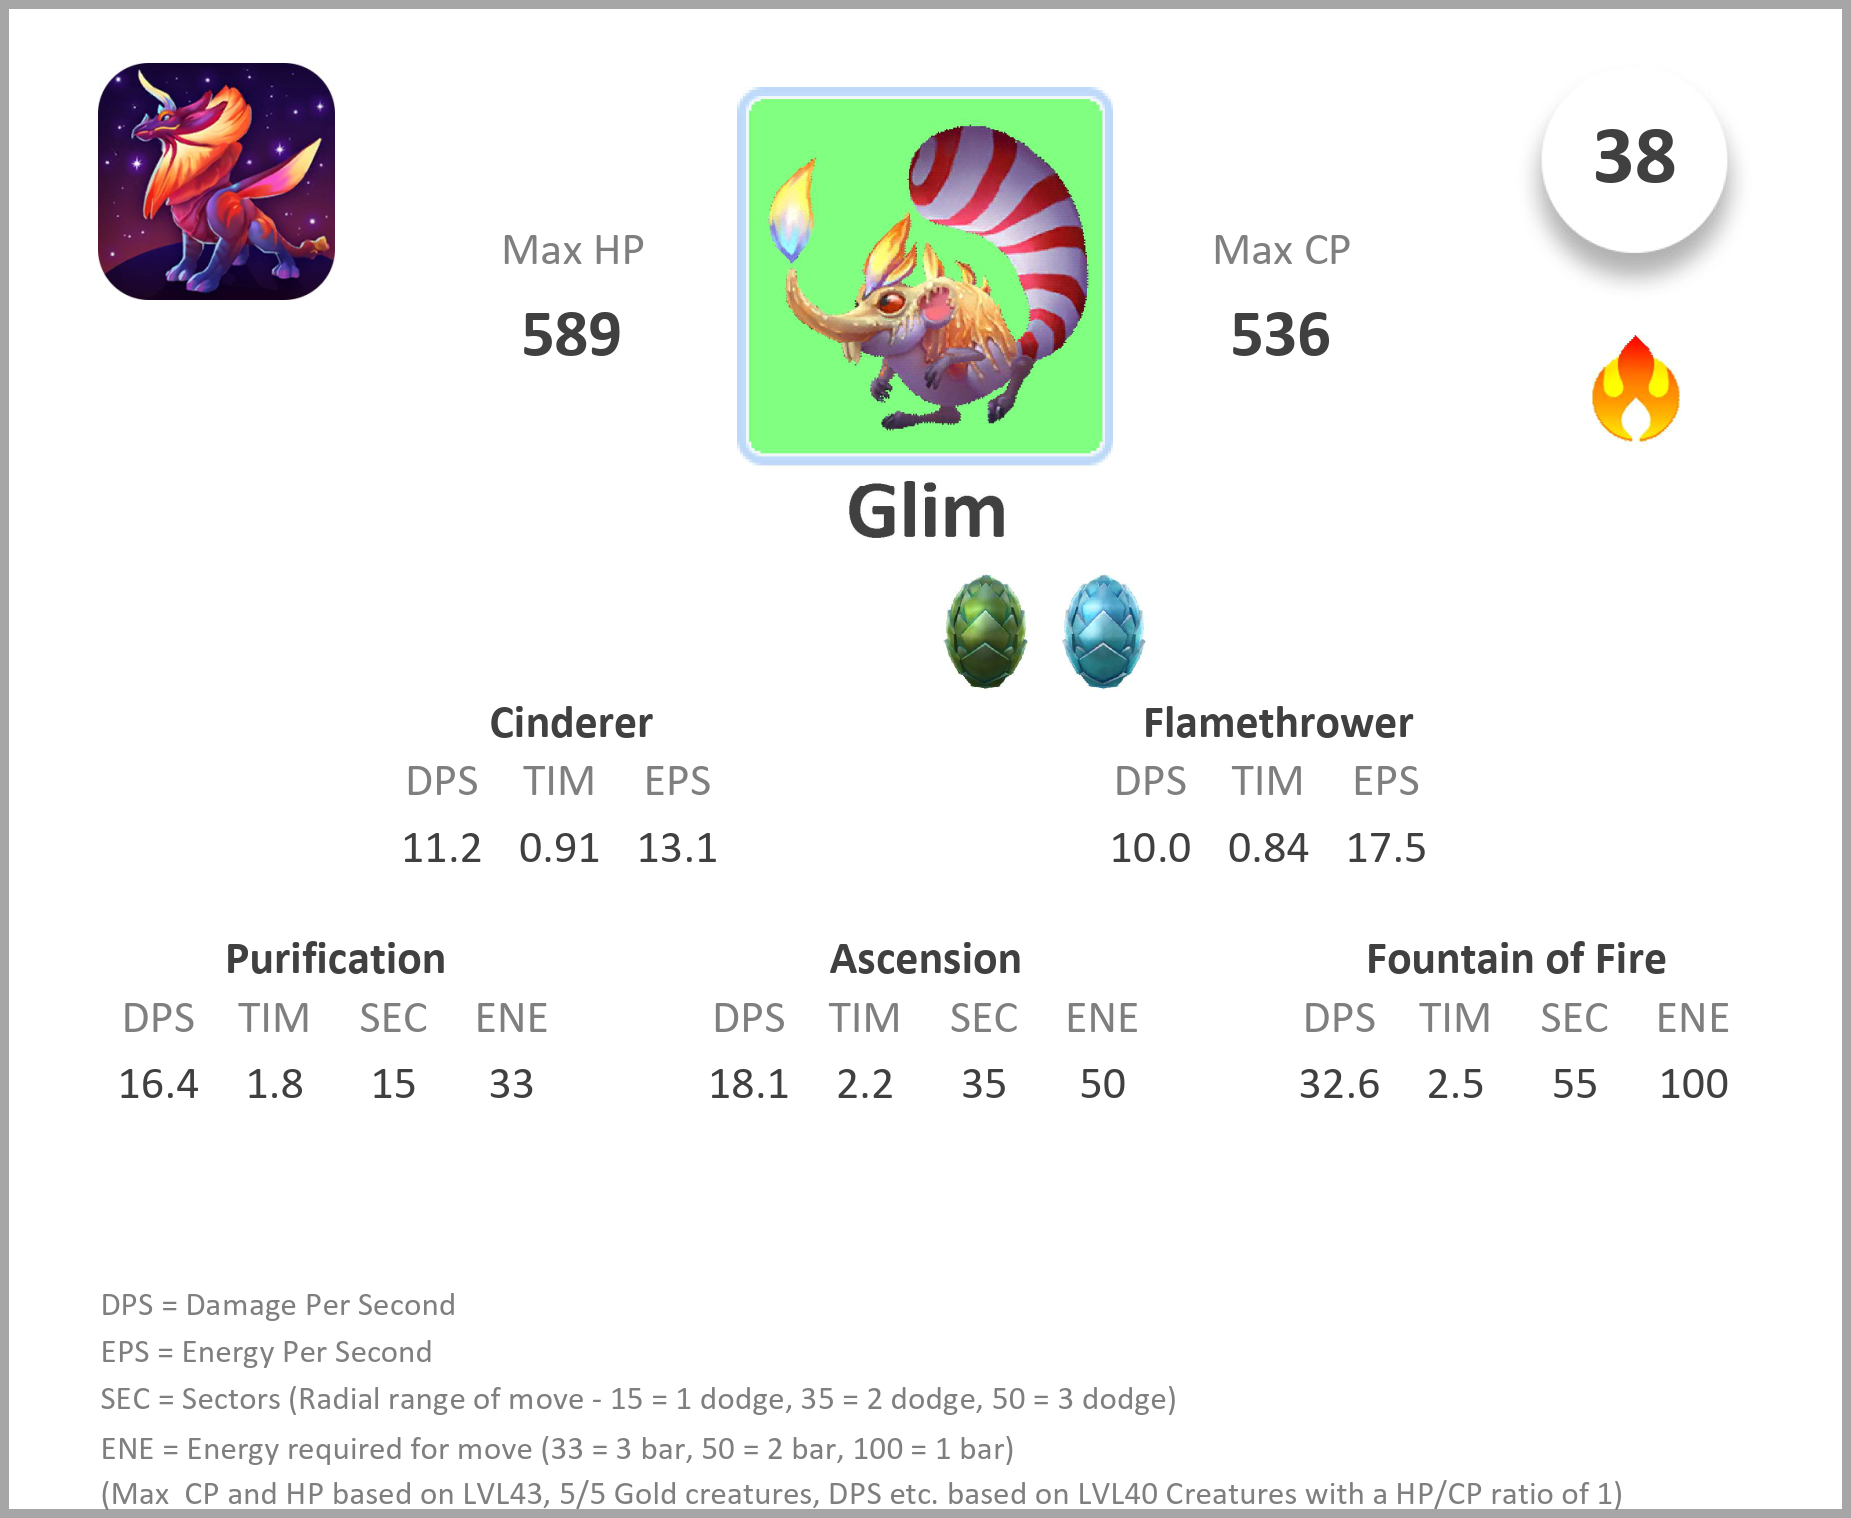 38
Max HP
Max CP
589
536
Glim
Cinderer
Flamethrower
DPS TIM EPS
DPS TIM EPS
11.2 0.91 13.1
10.0 0.84 17.5
Purification
Ascension
Fountain of Fire
DPS TIM SEC ENE
DPS TIM SEC ENE
DPS TIM SEC ENE
16.4 1.8 15 33
18.1 2.2 35 50
32.6 2.5 55 100
DPS = Damage Per Second
EPS = Energy Per Second
SEC = Sectors (Radial range of move - 15 = 1 dodge, 35 = 2 dodge, 50 = 3 dodge)
ENE = Energy required for move (33 = 3 bar, 50 = 2 bar, 100 = 1 bar)
(Max  CP and HP based on LVL43, 5/5 Gold creatures, DPS etc. based on LVL40 Creatures with a HP/CP ratio of 1)